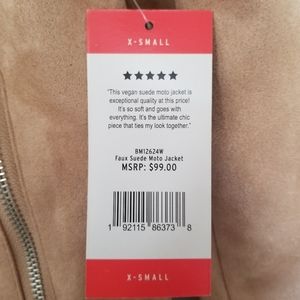 X-SMALL
"This vegan suede moto jacket is
exceptional quality at this price!
It's so soft and goes with
everything. It's the ultimate chic
piece that ties my look together."
BM12624W
Faux Suede Moto Jacket
MSRP: $99.00
1 92115 86373 8
X-SMALL